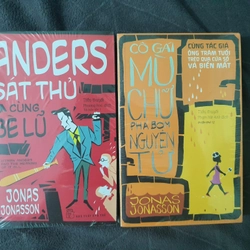 ANDERS
SÁT THỦ
CÙNG
BÈ LŨ
JONAS
JONASSON
CÙNG TÁC GIẢ
ÔNG TRĂM TUỔI
TRÈO QUA CỬA SỔ
VÀ BIẾN MẤT
CÔ GÁI
MÙ
CHỮ
PHÁ BOM
NGUYÊN
TỬ
JONAS
JONASSON